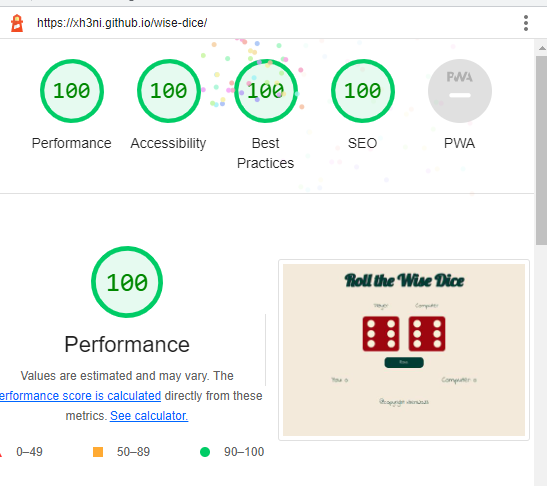 https://xh3ni.github.io/wise-dice/
100 100 100 100 PWA
Performance Accessibility Best Practices SEO PWA
100
Performance
Values are estimated and may vary. The
erformance score is calculated directly from these
metrics. See calculator.
0–49 50–89 90–100
Roll the Wise Dice
Player Computer
Roll
You: 0 Computer: 0